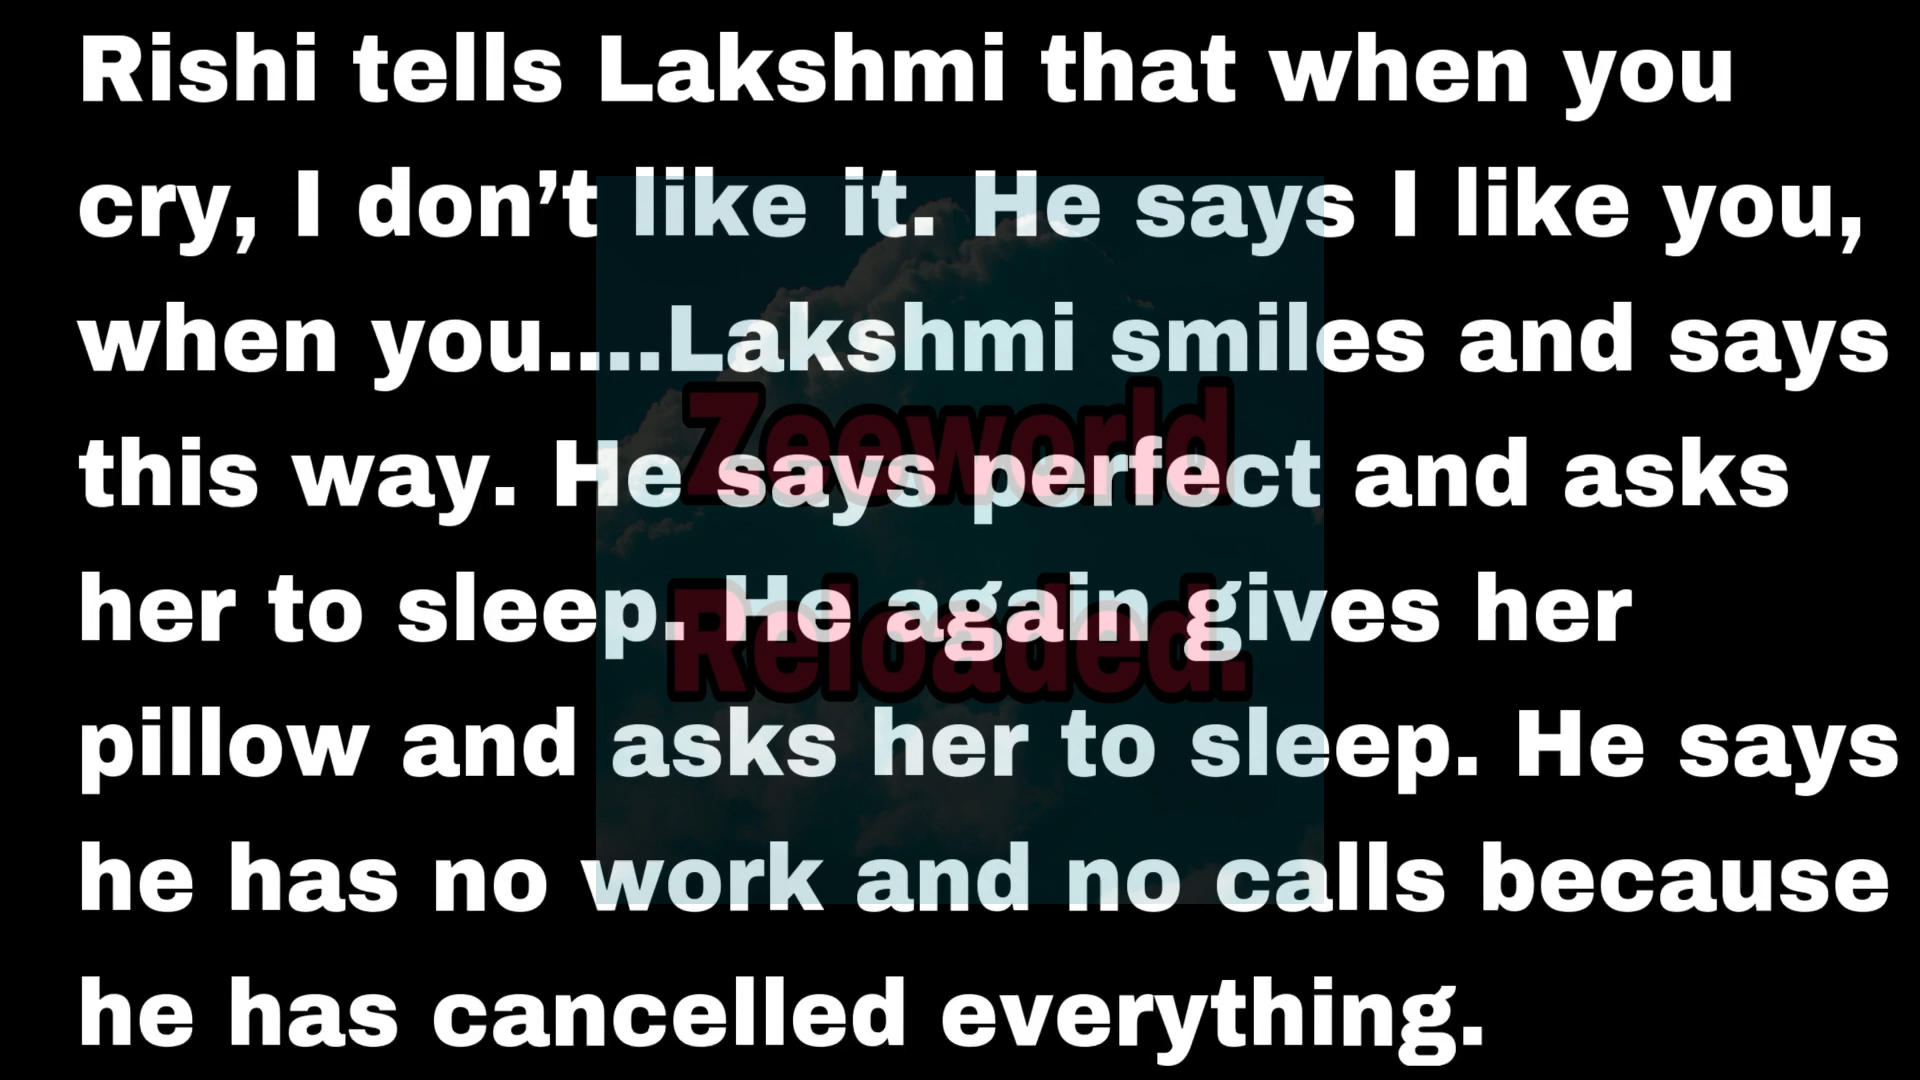 Rishi tells Lakshmi that when you
cry, I don’t like it. He says I like you,
when you....Lakshmi smiles and says
this way. He says perfect and asks
her to sleep. He again gives her
pillow and asks her to sleep. He says
he has no work and no calls because
he has cancelled everything.
Zeeworld
Reloaded.